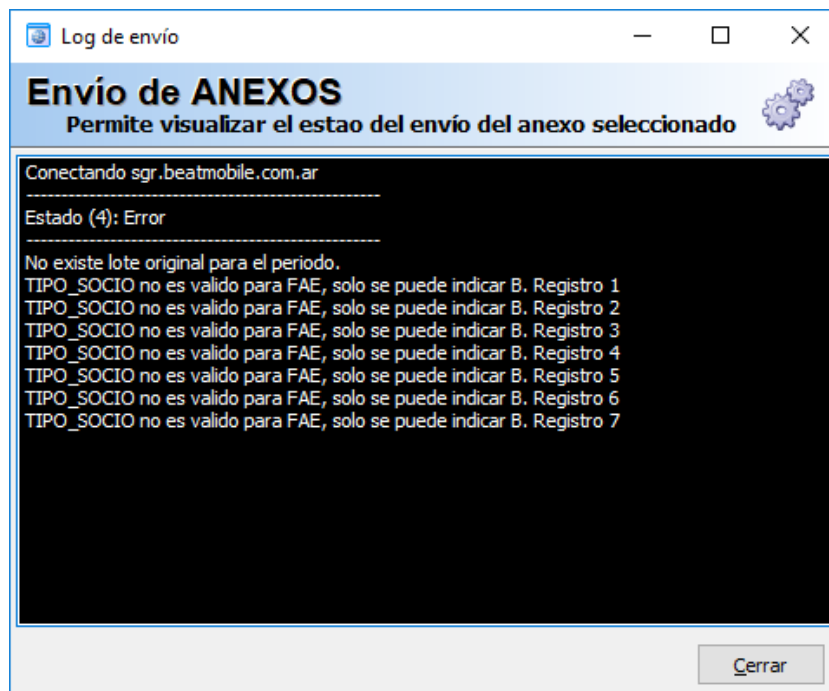 Log de envío
Envío de ANEXOS
Permite visualizar el estao del envío del anexo seleccionado
Conectando sgr.beatmobile.com.ar
----------------------------------------------------
Estado (4): Error
----------------------------------------------------
No existe lote original para el periodo.
TIPO_SOCIO no es valido para FAE, solo se puede indicar B. Registro 1
TIPO_SOCIO no es valido para FAE, solo se puede indicar B. Registro 2
TIPO_SOCIO no es valido para FAE, solo se puede indicar B. Registro 3
TIPO_SOCIO no es valido para FAE, solo se puede indicar B. Registro 4
TIPO_SOCIO no es valido para FAE, solo se puede indicar B. Registro 5
TIPO_SOCIO no es valido para FAE, solo se puede indicar B. Registro 6
TIPO_SOCIO no es valido para FAE, solo se puede indicar B. Registro 7
Cerrar